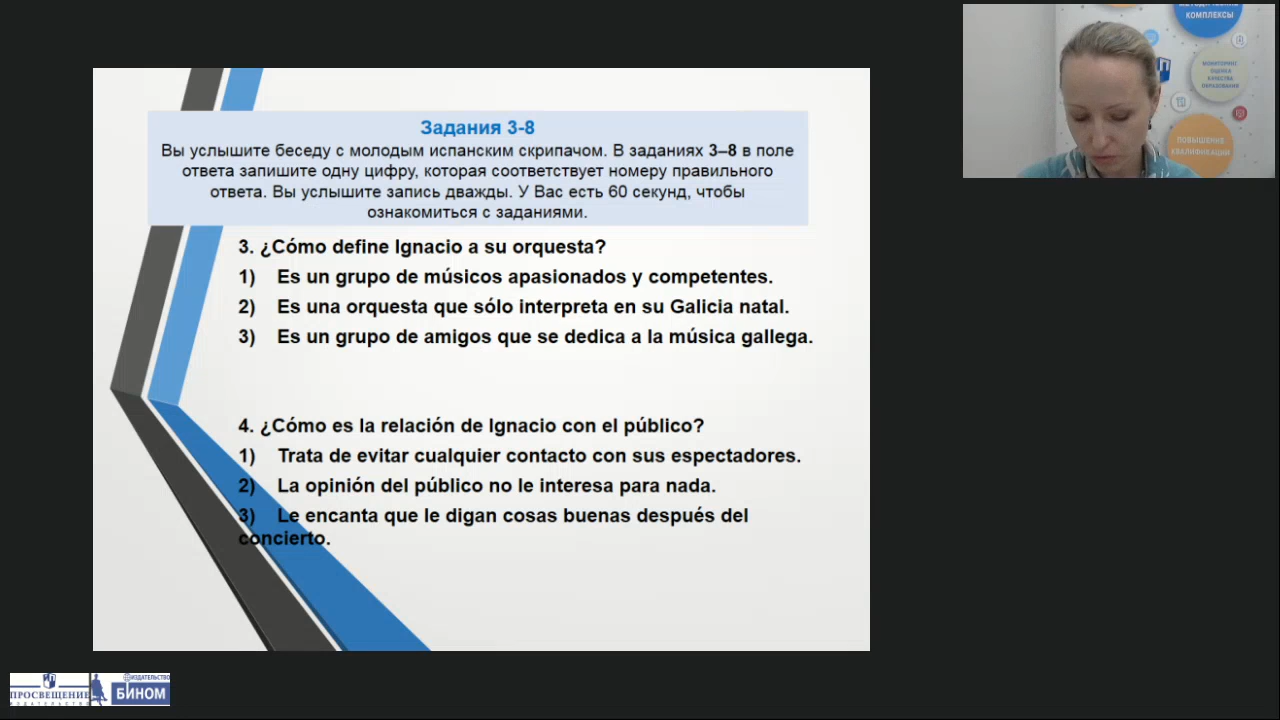 Задания 3-8
Вы услышите беседу с молодым испанским скрипачом. В заданиях 3–8 в поле
ответа запишите одну цифру, которая соответствует номеру правильного
ответа. Вы услышите запись дважды. У Вас есть 60 секунд, чтобы
ознакомиться с заданиями.
3. ¿Cómo define Ignacio a su orquesta?
1) Es un grupo de músicos apasionados y competentes.
2) Es una orquesta que sólo interpreta en su Galicia natal.
3) Es un grupo de amigos que se dedica a la música gallega.
4. ¿Cómo es la relación de Ignacio con el público?
1) Trata de evitar cualquier contacto con sus espectadores.
2) La opinión del público no le interesa para nada.
3) Le encanta que le digan cosas buenas después del
concierto.
КОМПЛЕКСЫ
МОНИТОРИНГ
ОЦЕНКА
КАЧЕСТВА
ОБРАЗОВАНИЯ
ПОВЫШЕНИЕ
КВАЛИФИКАЦИИ
ПРОСВЕЩЕНИЕ
ИЗДАТЕЛЬСТВО
ИЗДАТЕЛЬСТВО
БИНОМ